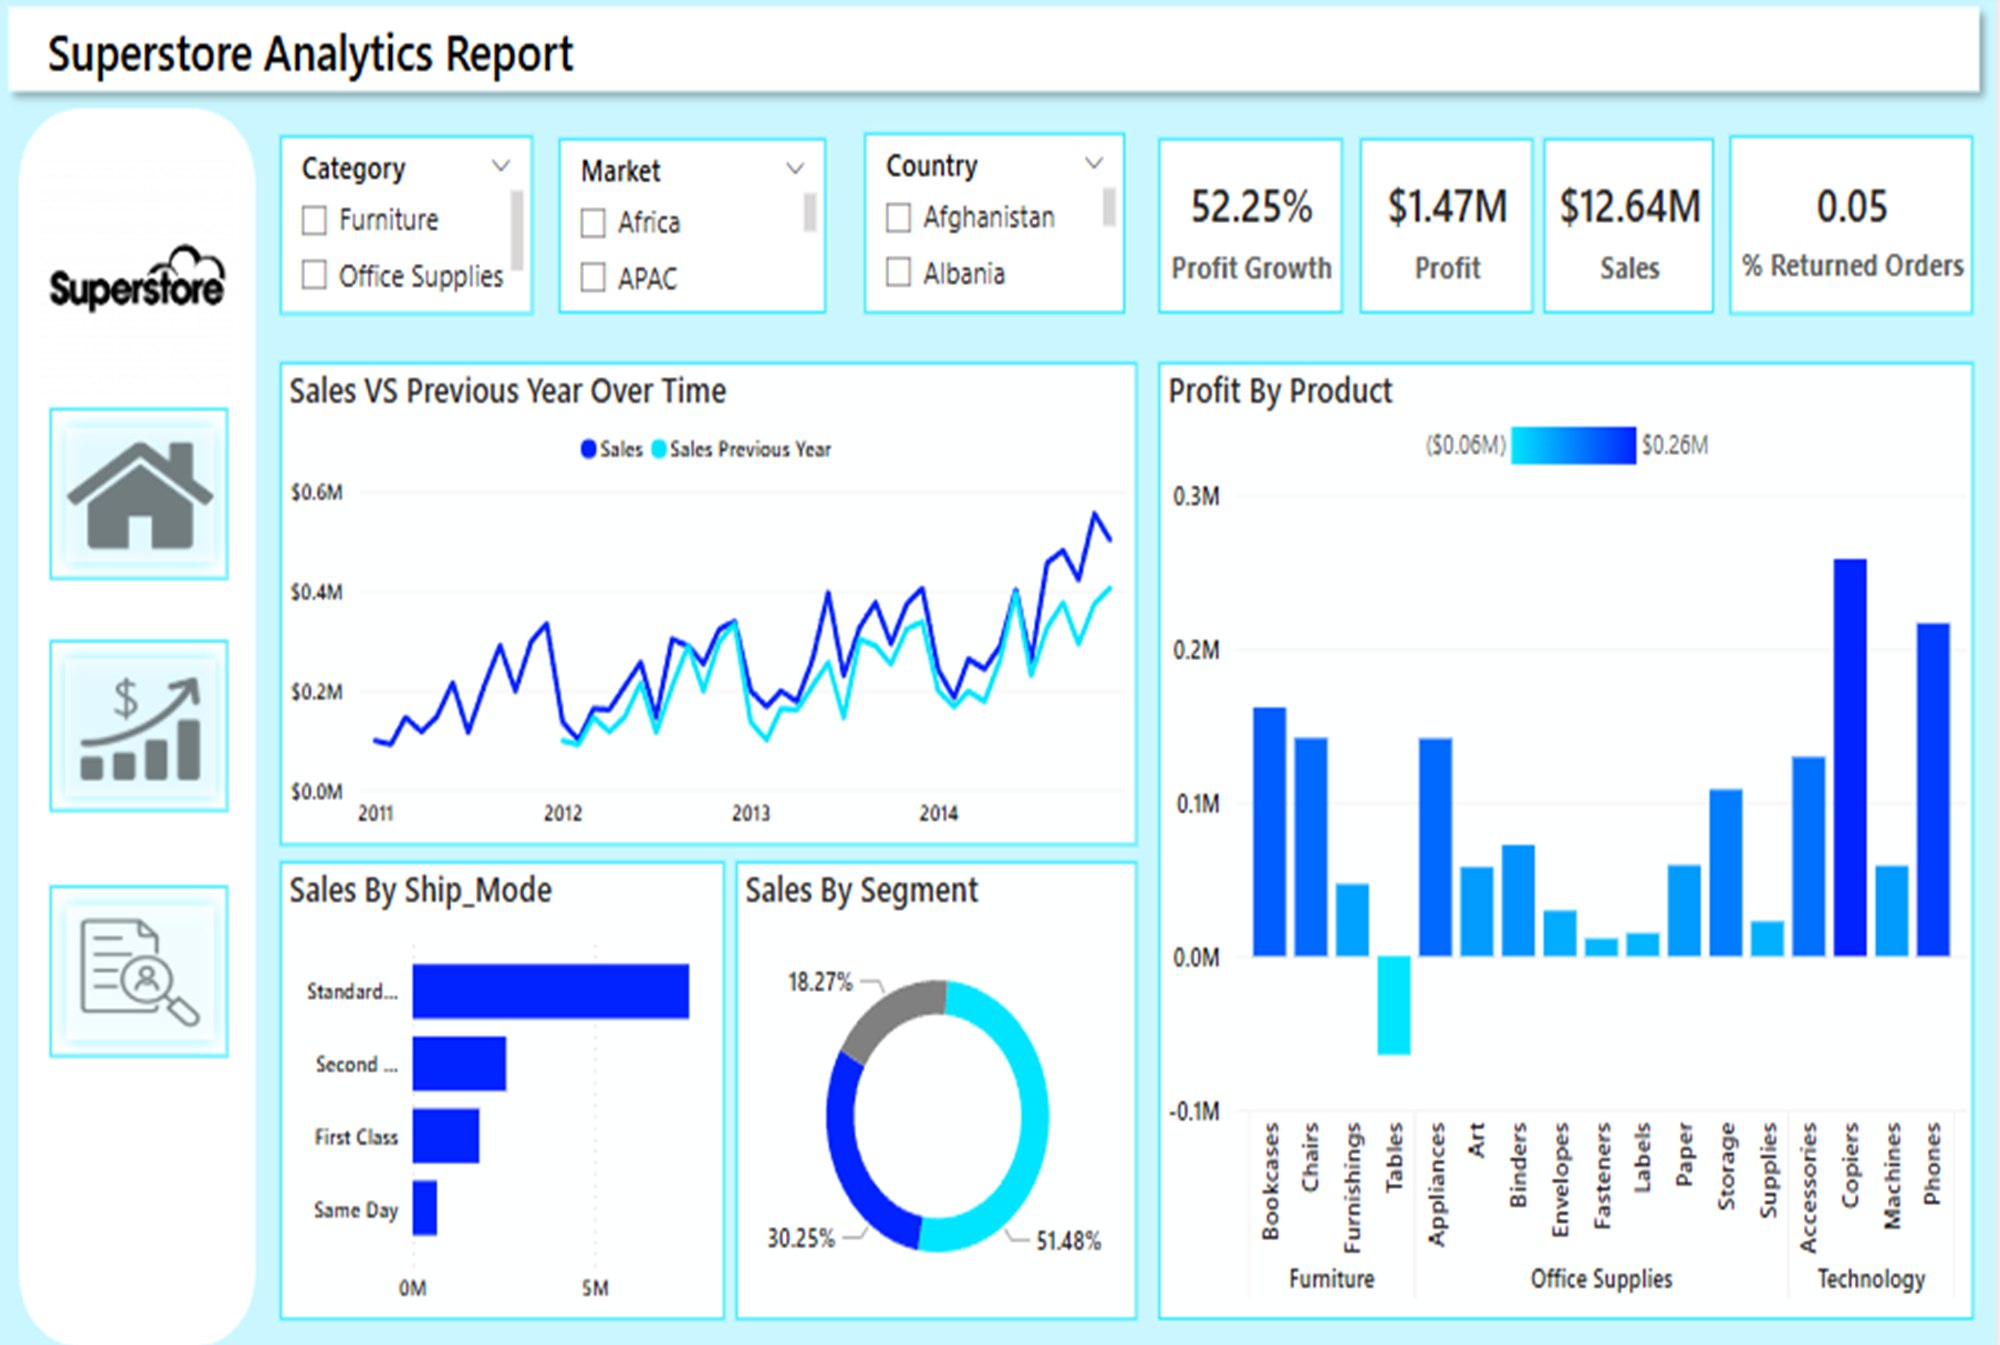 Superstore Analytics Report
Superstore
Category
Furniture
Office Supplies
Market
Africa
APAC
Country
Afghanistan
Albania
52.25%
Profit Growth
$1.47M
Profit
$12.64M
Sales
0.05
% Returned Orders
Sales VS Previous Year Over Time
Sales Sales Previous Year
$0.6M
$0.4M
$0.2M
$0.0M
2011 2012 2013 2014
Profit By Product
($0.06M) $0.26M
0.3M
0.2M
0.1M
0.0M
-0.1M
Bookcases
Chairs
Furnishings
Tables
Appliances
Art
Binders
Envelopes
Fasteners
Labels
Paper
Storage
Supplies
Accessories
Copiers
Machines
Phones
Furniture Office Supplies Technology
Sales By Ship_Mode
Standard...
Second ...
First Class
Same Day
0M 5M
Sales By Segment
18.27%
30.25%
51.48%
$